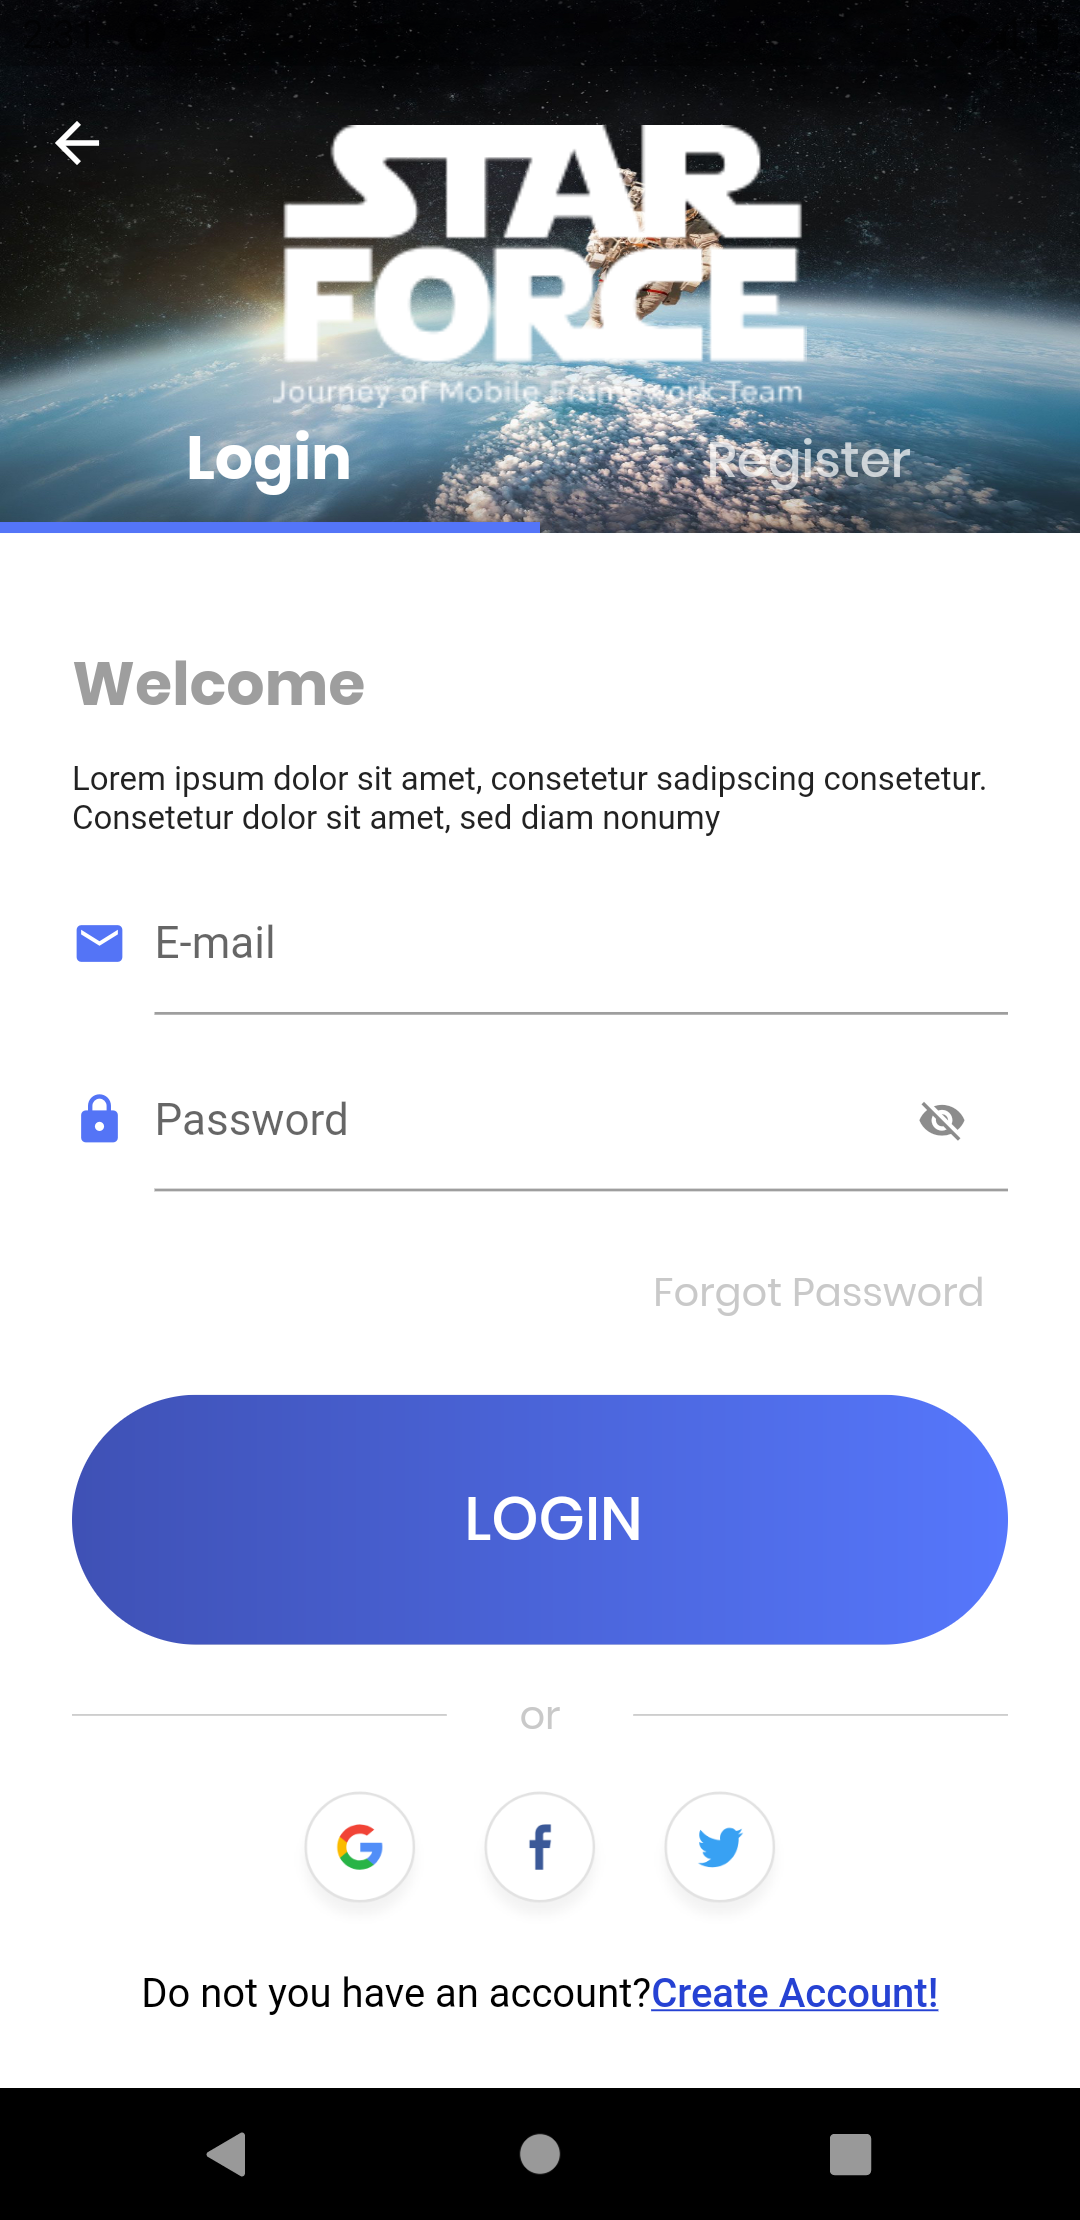 STAR
FORCE
Journey of Mobile Framework Team
Login
Register
Welcome
Lorem ipsum dolor sit amet, consetetur sadipscing consetetur.
Consetetur dolor sit amet, sed diam nonumy
E-mail
Password
Forgot Password
LOGIN
or
Do not you have an account?Create Account!